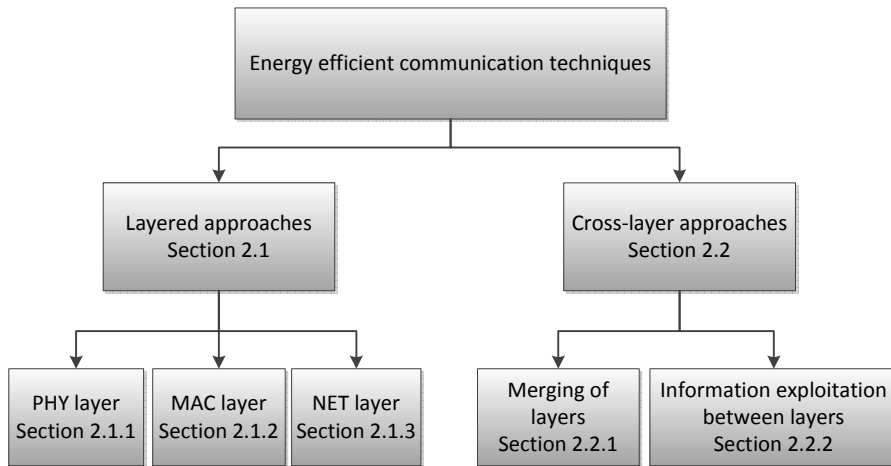 Energy efficient communication techniques
Layered approaches
Section 2.1
Cross-layer approaches
Section 2.2
PHY layer
Section 2.1.1
MAC layer
Section 2.1.2
NET layer
Section 2.1.3
Merging of
layers
Section 2.2.1
Information exploitation
between layers
Section 2.2.2